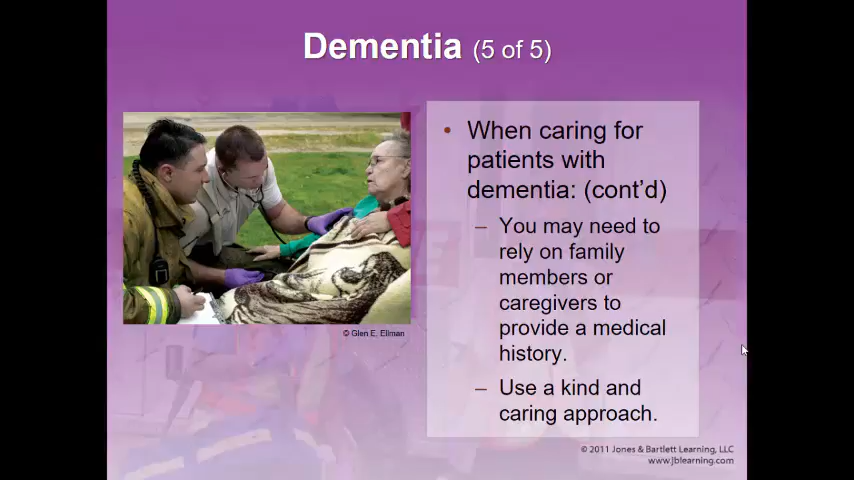 Dementia (5 of 5)
• When caring for
patients with
dementia: (cont’d)
– You may need to
rely on family
members or
caregivers to
provide a medical
history.
– Use a kind and
caring approach.
© Glen E. Ellman
© 2011 Jones & Bartlett Learning, LLC
www.jblearning.com